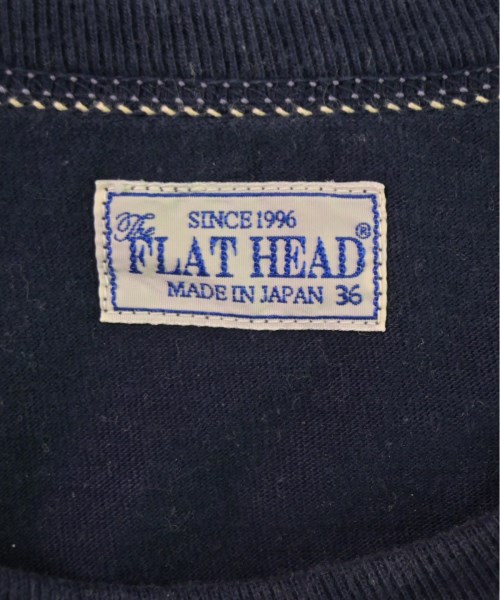 SINCE 1996
The
FLAT HEAD®
MADE IN JAPAN 36